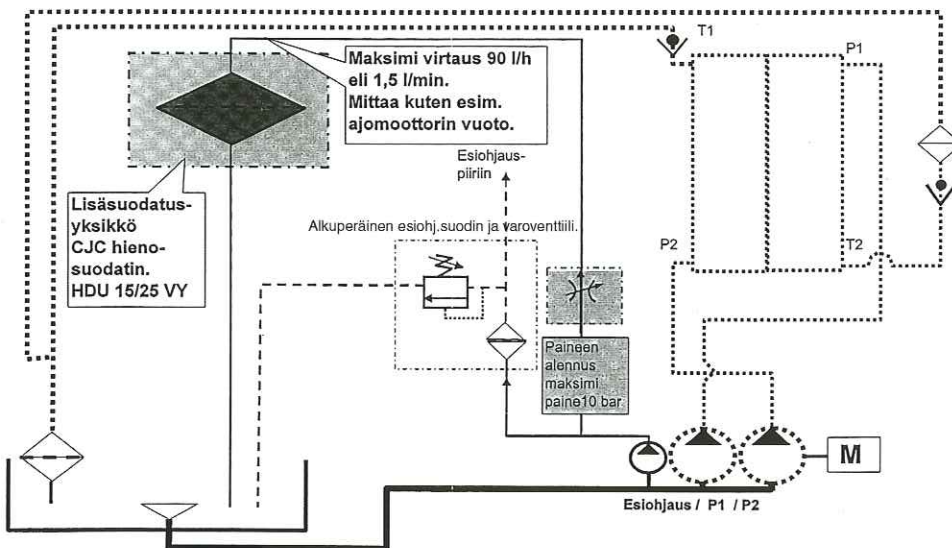 T1
P1
Maksimi virtaus 90 l/h
eli 1,5 l/min.
Mittaa kuten esim.
ajomoottorin vuoto.
Esiohjaus-
piiriin
Lisäsuodatus-
yksikkö
CJC hieno-
suodatin.
HDU 15/25 VY
Alkuperäinen esiohj.suodin ja varoventtiili.
P2
T2
Paineen
alennus
maksimi
paine10 bar
M
Esiohjaus / P1 / P2